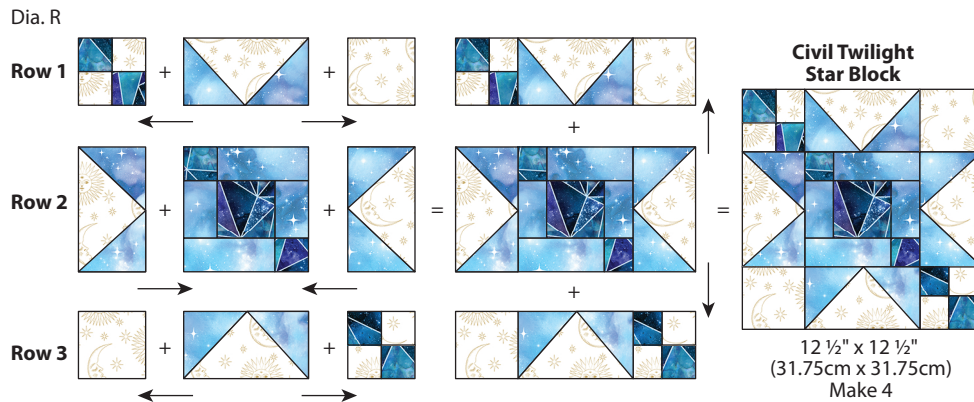 Dia. R
Row 1
+
+
+
Row 2
+
+
=
=
+
Row 3
+
+
Civil Twilight
Star Block
12 ½" x 12 ½"
(31.75cm x 31.75cm)
Make 4